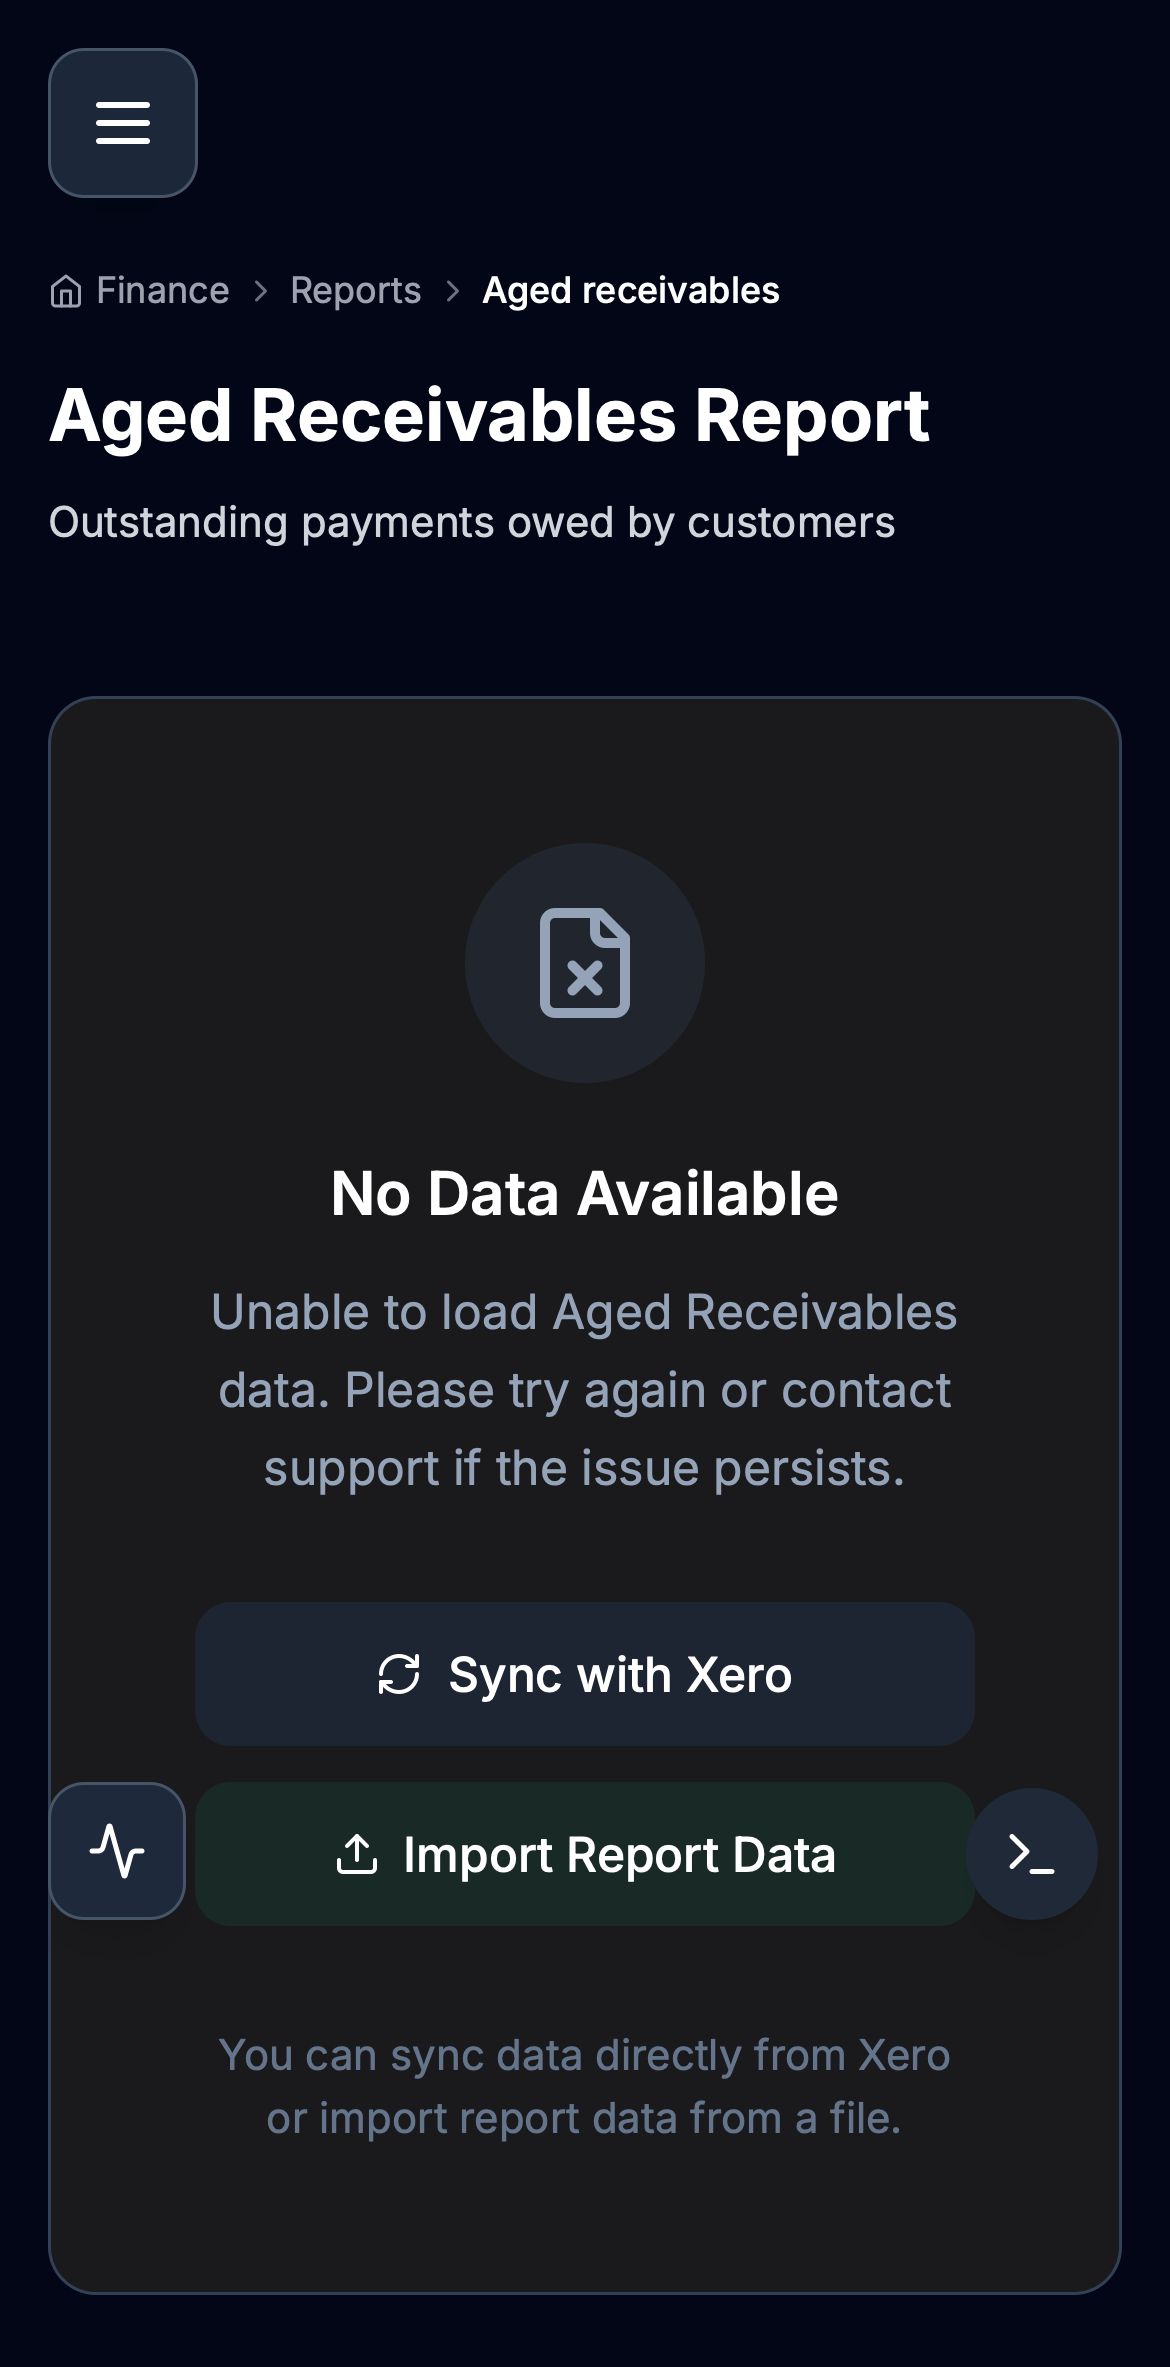 Finance > Reports > Aged receivables
Aged Receivables Report
Outstanding payments owed by customers
No Data Available
Unable to load Aged Receivables
data. Please try again or contact
support if the issue persists.
Sync with Xero
Import Report Data
You can sync data directly from Xero
or import report data from a file.